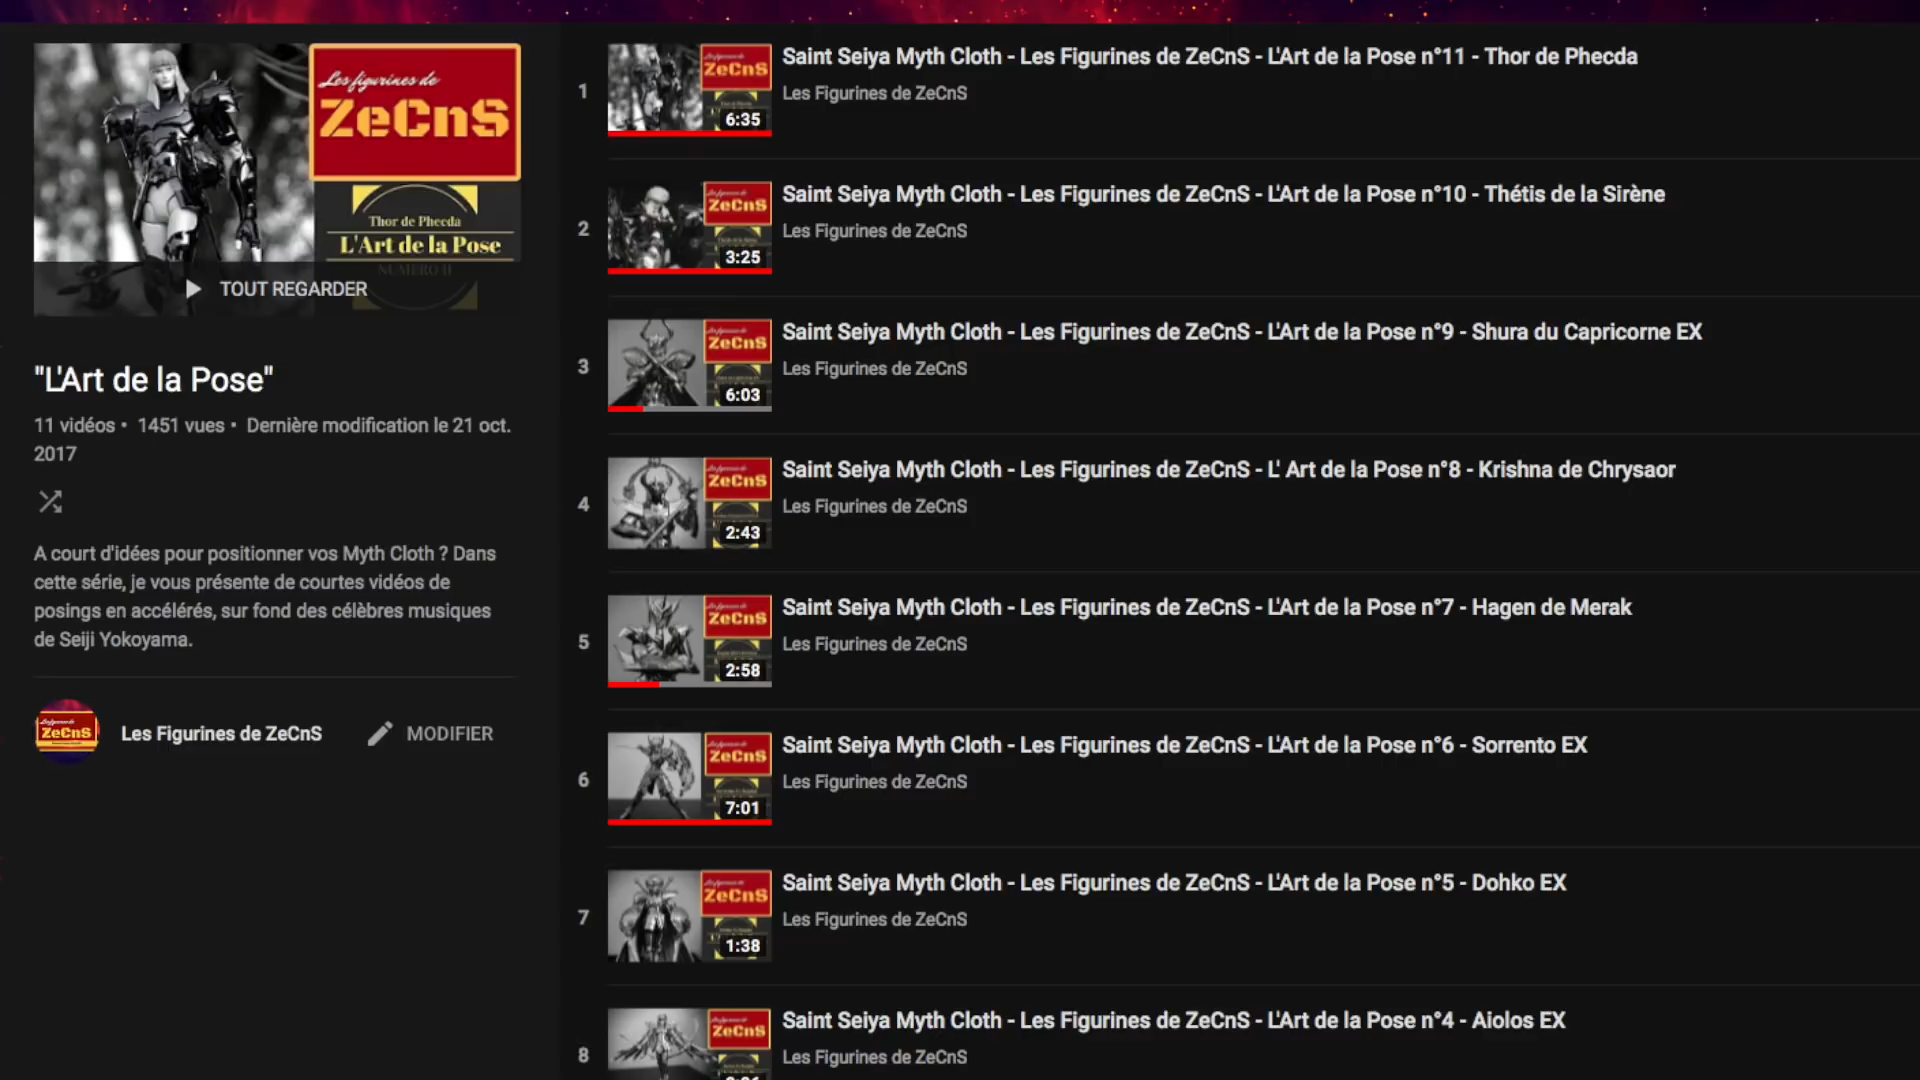 Les figurines de
ZeCnS
Thor de Phecda
L'Art de la Pose
NUMERO 11
TOUT REGARDER
"L'Art de la Pose"
11 vidéos • 1451 vues • Dernière modification le 21 oct.
2017
A court d'idées pour positionner vos Myth Cloth ? Dans
cette série, je vous présente de courtes vidéos de
posings en accélérés, sur fond des célèbres musiques
de Seiji Yokoyama.
ZeCnS
Les Figurines de ZeCnS
MODIFIER
1
ZeCnS
6:35
Saint Seiya Myth Cloth - Les Figurines de ZeCnS - L'Art de la Pose n°11 - Thor de Phecda
Les Figurines de ZeCnS
2
ZeCnS
3:25
Saint Seiya Myth Cloth - Les Figurines de ZeCnS - L'Art de la Pose n°10 - Thétis de la Sirène
Les Figurines de ZeCnS
3
ZeCnS
6:03
Saint Seiya Myth Cloth - Les Figurines de ZeCnS - L'Art de la Pose n°9 - Shura du Capricorne EX
Les Figurines de ZeCnS
4
ZeCnS
2:43
Saint Seiya Myth Cloth - Les Figurines de ZeCnS - L' Art de la Pose n°8 - Krishna de Chrysaor
Les Figurines de ZeCnS
5
ZeCnS
2:58
Saint Seiya Myth Cloth - Les Figurines de ZeCnS - L'Art de la Pose n°7 - Hagen de Merak
Les Figurines de ZeCnS
6
ZeCnS
7:01
Saint Seiya Myth Cloth - Les Figurines de ZeCnS - L'Art de la Pose n°6 - Sorrento EX
Les Figurines de ZeCnS
7
ZeCnS
1:38
Saint Seiya Myth Cloth - Les Figurines de ZeCnS - L'Art de la Pose n°5 - Dohko EX
Les Figurines de ZeCnS
8
ZeCnS
Saint Seiya Myth Cloth - Les Figurines de ZeCnS - L'Art de la Pose n°4 - Aiolos EX
Les Figurines de ZeCnS